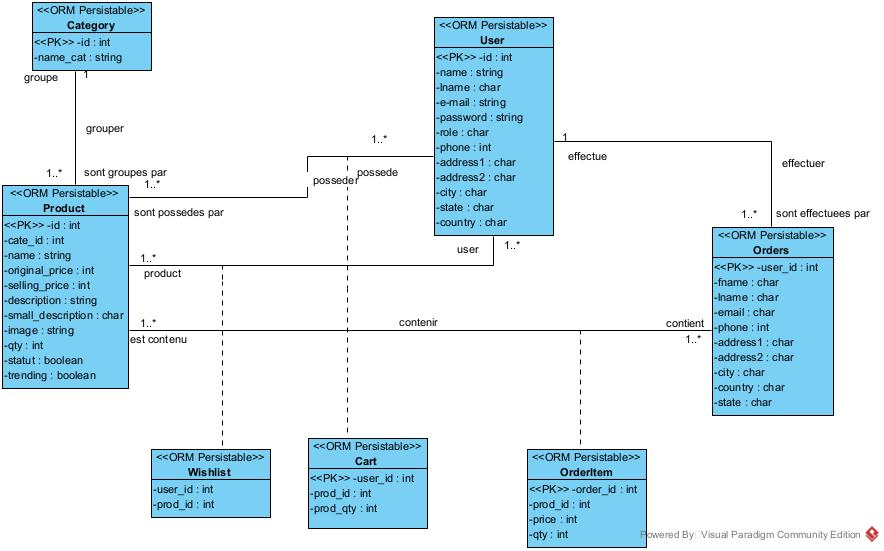 <<ORM Persistable>>
Category
<<PK>> -id : int
-name_cat : string
groupe
1
grouper
1..*
sont groupes par
<<ORM Persistable>>
User
<<PK>> -id : int
-name : string
-lname : char
-e-mail : string
-password : string
-role : char
-phone : int
-address1 : char
-address2 : char
-city : char
-state : char
-country : char
1..*
possede
posseder
1..*
sont possedes par
1
effectue
effectuer
1..*
sont effectuees par
<<ORM Persistable>>
Product
<<PK>> -id : int
-cate_id : int
-name : string
-original_price : int
-selling_price : int
-description : string
-small_description : char
-image : string
-qty : int
-statut : boolean
-trending : boolean
user
1..*
1..*
product
<<ORM Persistable>>
Orders
<<PK>> -user_id : int
-fname : char
-lname : char
-email : char
-phone : int
-address1 : char
-address2 : char
-city : char
-country : char
-state : char
1..*
est contenu
contenir
contient
1..*
<<ORM Persistable>>
Wishlist
-user_id : int
-prod_id : int
<<ORM Persistable>>
Cart
<<PK>> -user_id : int
-prod_id : int
-prod_qty : int
<<ORM Persistable>>
OrderItem
<<PK>> -order_id : int
-prod_id : int
-price : int
-qty : int
Powered By Visual Paradigm Community Edition